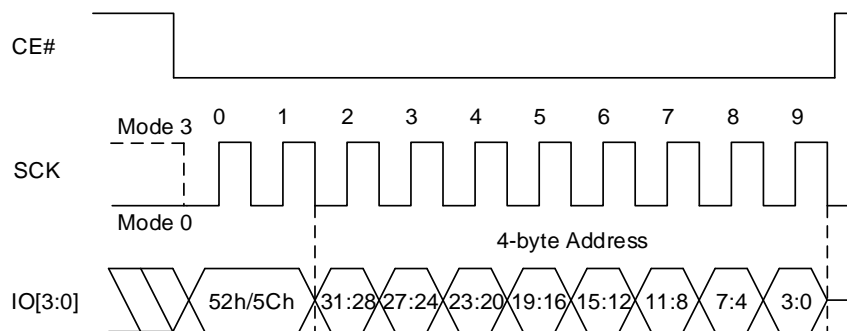 CE#
0 1 2 3 4 5 6 7 8 9
Mode 3
SCK
Mode 0
4-byte Address
IO[3:0] 52h/5Ch 31:28 27:24 23:20 19:16 15:12 11:8 7:4 3:0